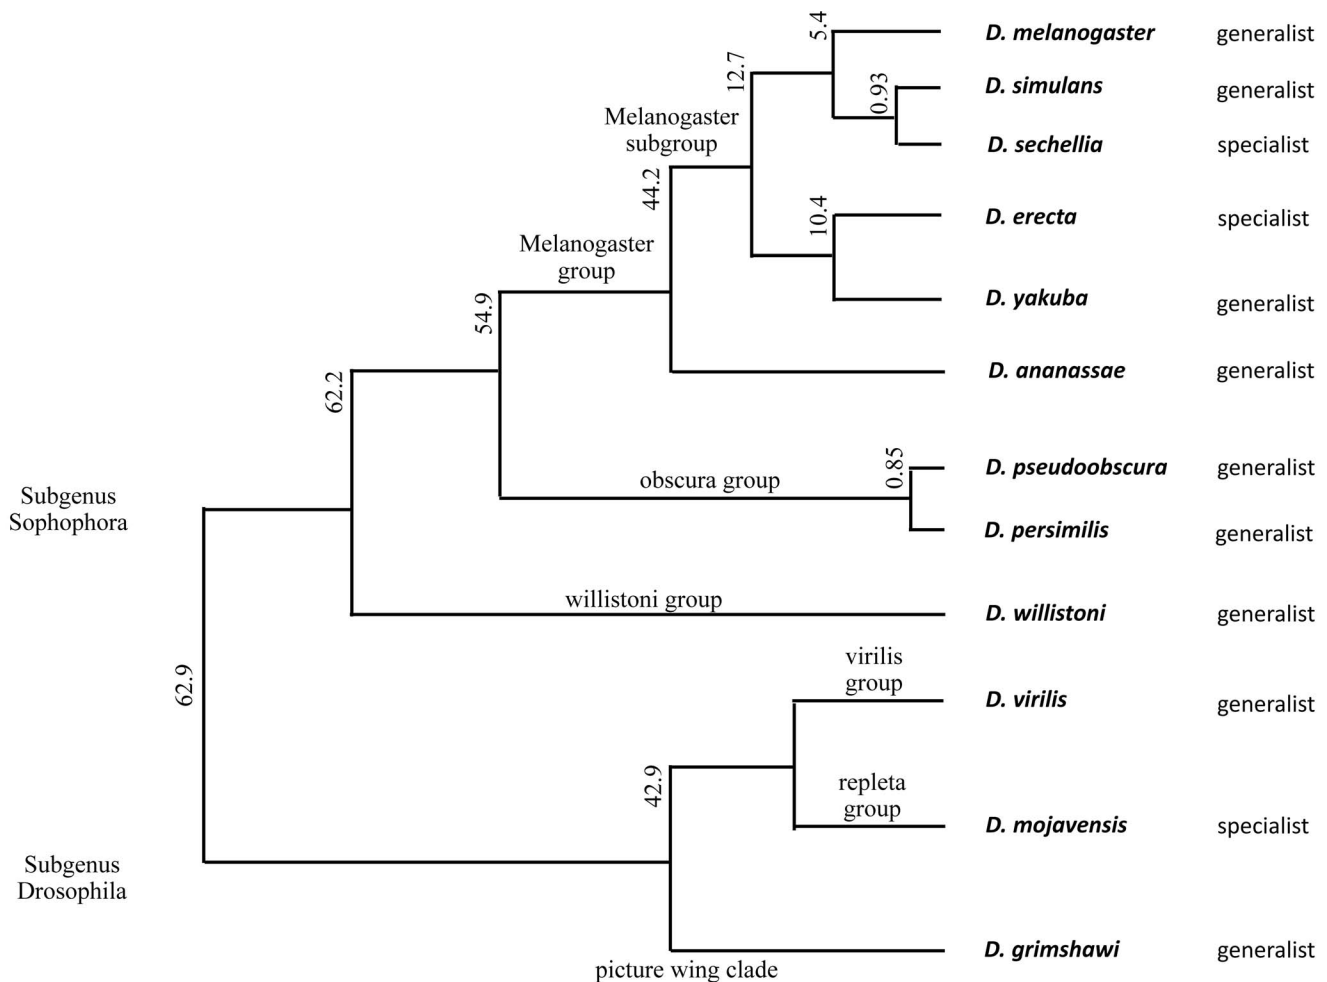 5.4
D. melanogaster generalist
12.7
0.93
D. simulans generalist
Melanogaster
subgroup
D. sechellia specialist
44.2
10.4
D. erecta specialist
Melanogaster
group
54.9
D. yakuba generalist
62.2
D. ananassae generalist
0.85
D. pseudoobscura generalist
obscura group
Subgenus
Sophophora
D. persimilis generalist
willistoni group
D. willistoni generalist
62.9
virilis
group
D. virilis generalist
42.9
repleta
group
D. mojavensis specialist
Subgenus
Drosophila
D. grimshawi generalist
picture wing clade